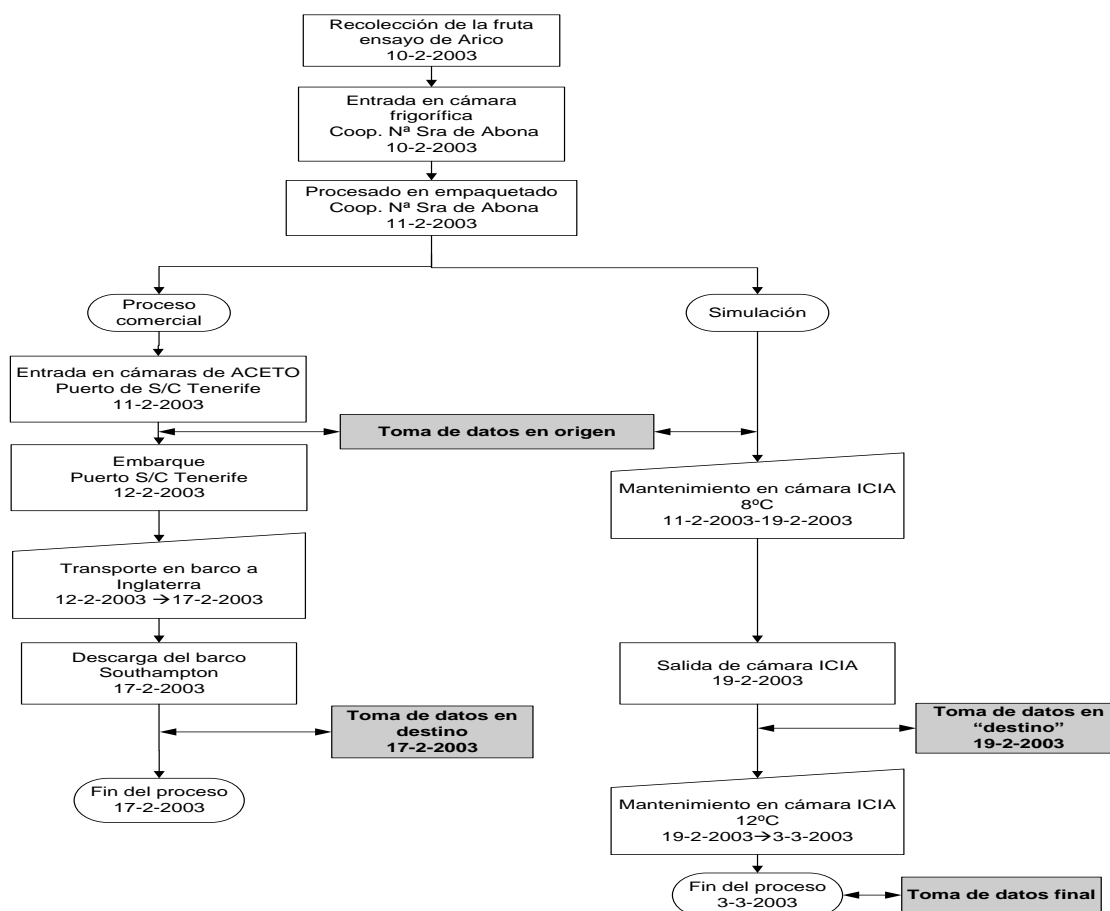 Recolección de la fruta
ensayo de Arico
10-2-2003
Entrada en cámara
frigorífica
Coop. Nª Sra de Abona
10-2-2003
Procesado en empaquetado
Coop. Nª Sra de Abona
11-2-2003
Proceso
comercial
Simulación
Entrada en cámaras de ACETO
Puerto de S/C Tenerife
11-2-2003
Toma de datos en origen
Embarque
Puerto S/C Tenerife
12-2-2003
Mantenimiento en cámara ICIA
8ºC
11-2-2003-19-2-2003
Transporte en barco a
Inglaterra
12-2-2003 →17-2-2003
Descarga del barco
Southampton
17-2-2003
Salida de cámara ICIA
19-2-2003
Toma de datos en
destino
17-2-2003
Toma de datos en
“destino”
19-2-2003
Fin del proceso
17-2-2003
Mantenimiento en cámara ICIA
12ºC
19-2-2003→3-3-2003
Fin del proceso
3-3-2003
Toma de datos final